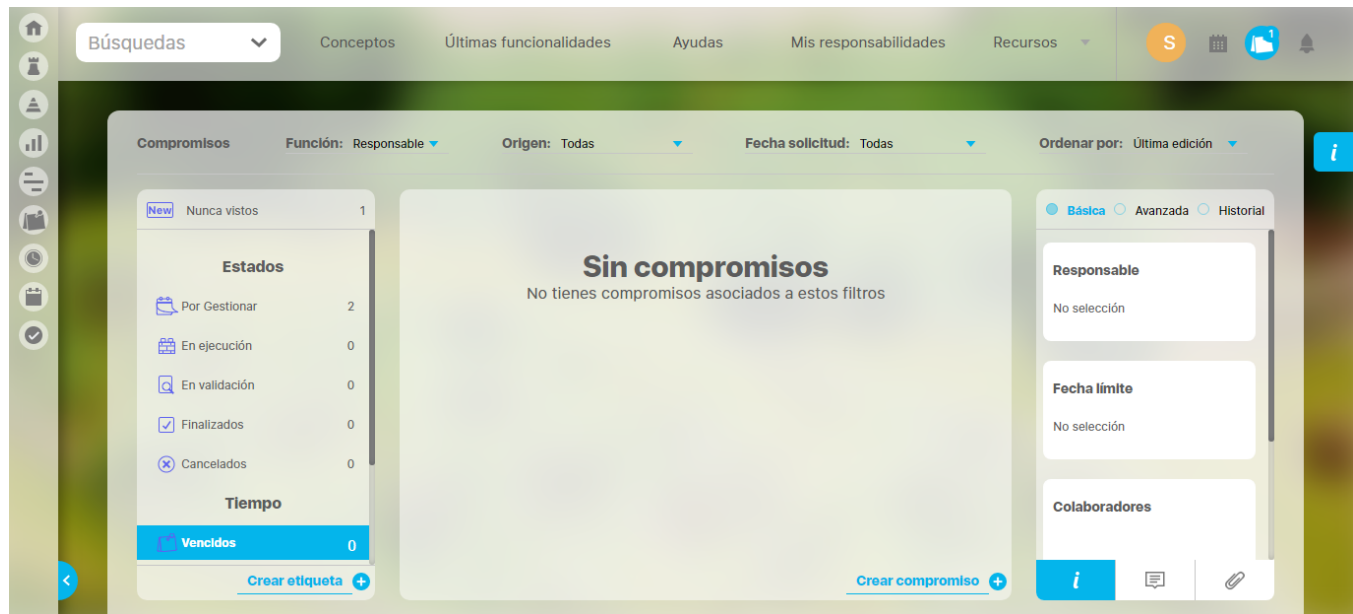 Búsquedas
Conceptos
Últimas funcionalidades
Ayudas
Mis responsabilidades
Recursos
S
1
Compromisos
Función: Responsable
Origen: Todas
Fecha solicitud: Todas
Ordenar por: Última edición
i
New Nunca vistos 1
Estados
Por Gestionar 2
En ejecución 0
En validación 0
Finalizados 0
Cancelados 0
Tiempo
Vencidos 0
Crear etiqueta
Sin compromisos
No tienes compromisos asociados a estos filtros
Crear compromiso
Básica Avanzada Historial
Responsable
No selección
Fecha límite
No selección
Colaboradores
i